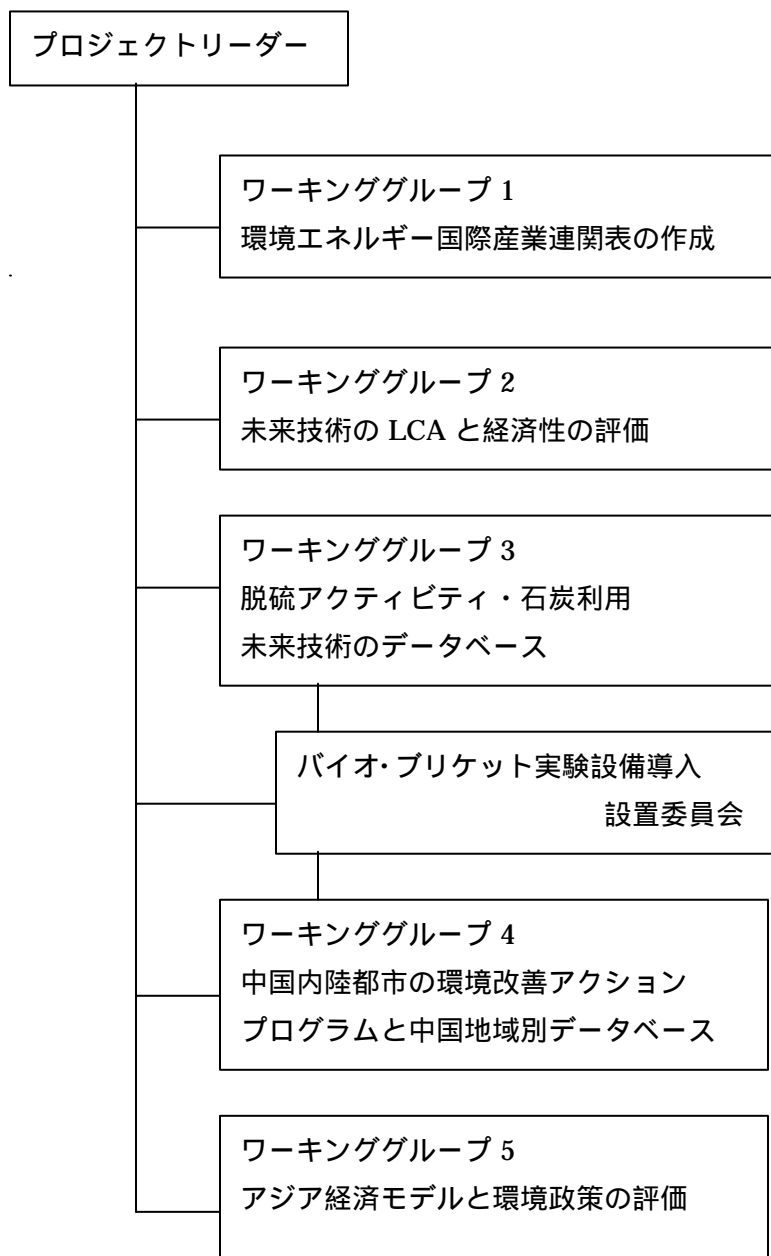 プロジェクトリーダー
ワーキンググループ 1
環境エネルギー国際産業連関表の作成
ワーキンググループ 2
未来技術の LCA と経済性の評価
ワーキンググループ 3
脱硫アクティビティ・石炭利用
未来技術のデータベース
バイオ・ブリケット実験設備導入
設置委員会
ワーキンググループ 4
中国内陸都市の環境改善アクション
プログラムと中国地域別データベース
ワーキンググループ 5
アジア経済モデルと環境政策の評価